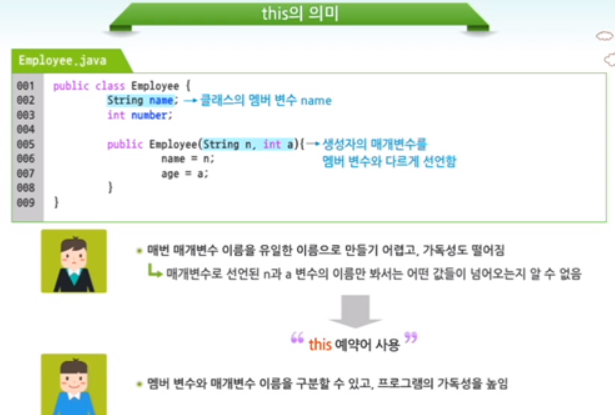 this의 의미
Employee.java
001 public class Employee {
002 String name; → 클래스의 멤버 변수 name
003 int number;
004
005 public Employee(String n, int a){ → 생성자의 매개변수를
006 name = n; 멤버 변수와 다르게 선언함
007 age = a;
008 }
009 }
매번 매개변수 이름을 유일한 이름으로 만들기 어렵고, 가독성도 떨어짐
매개변수로 선언된 n과 a 변수의 이름만 봐서는 어떤 값들이 넘어오는지 알 수 없음
“ this 예약어 사용 ”
멤버 변수와 매개변수 이름을 구분할 수 있고, 프로그램의 가독성을 높임